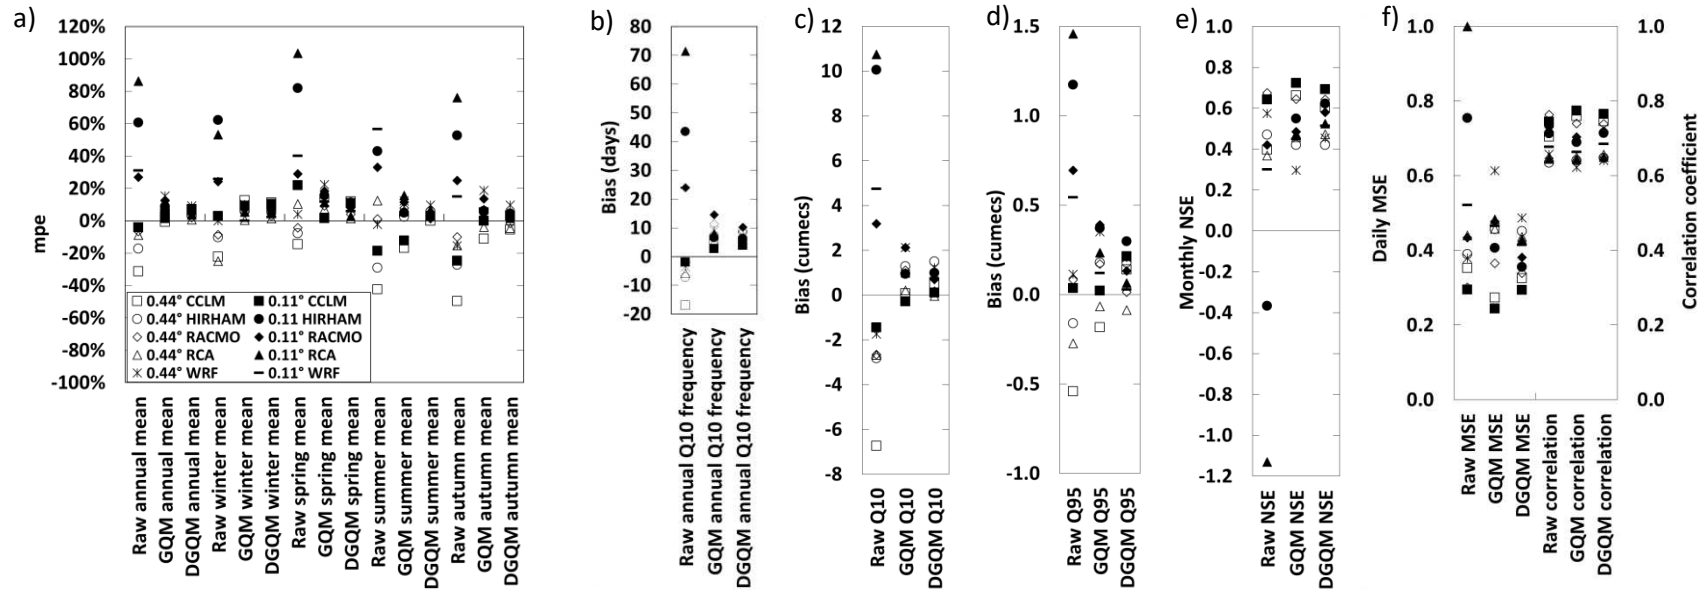 a)
120%
100%
80%
60%
40%
20%
0%
-20%
-40%
-60%
-80%
-100%
mpe
0.44° CCLM
0.11° CCLM
0.44° HIRHAM
0.11 HIRHAM
0.44° RACMO
0.11° RACMO
0.44° RCA
0.11° RCA
0.44° WRF
0.11° WRF
Raw annual mean
GQM annual mean
DGQM annual mean
Raw winter mean
GQM winter mean
DGQM winter mean
Raw spring mean
GQM spring mean
DGQM spring mean
Raw summer mean
GQM summer mean
DGQM summer mean
Raw autumn mean
GQM autumn mean
DGQM autumn mean
b)
80
70
60
50
40
30
20
10
0
-10
-20
Bias (days)
Raw annual Q10 frequency
GQM annual Q10 frequency
DGQM annual Q10 frequency
c)
12
10
8
6
4
2
0
-2
-4
-6
-8
Bias (cumecs)
Raw Q10
GQM Q10
DGQM Q10
d)
1.5
1.0
0.5
0.0
-0.5
-1.0
Bias (cumecs)
Raw Q95
GQM Q95
DGQM Q95
e)
1.0
0.8
0.6
0.4
0.2
0.0
-0.2
-0.4
-0.6
-0.8
-1.0
-1.2
Monthly NSE
Raw NSE
GQM NSE
DGQM NSE
f)
1.0
0.8
0.6
0.4
0.2
0.0
Daily MSE
Raw MSE
GQM MSE
DGQM MSE
Raw correlation
GQM correlation
DGQM correlation
1.0
0.8
0.6
0.4
0.2
0.0
Correlation coefficient